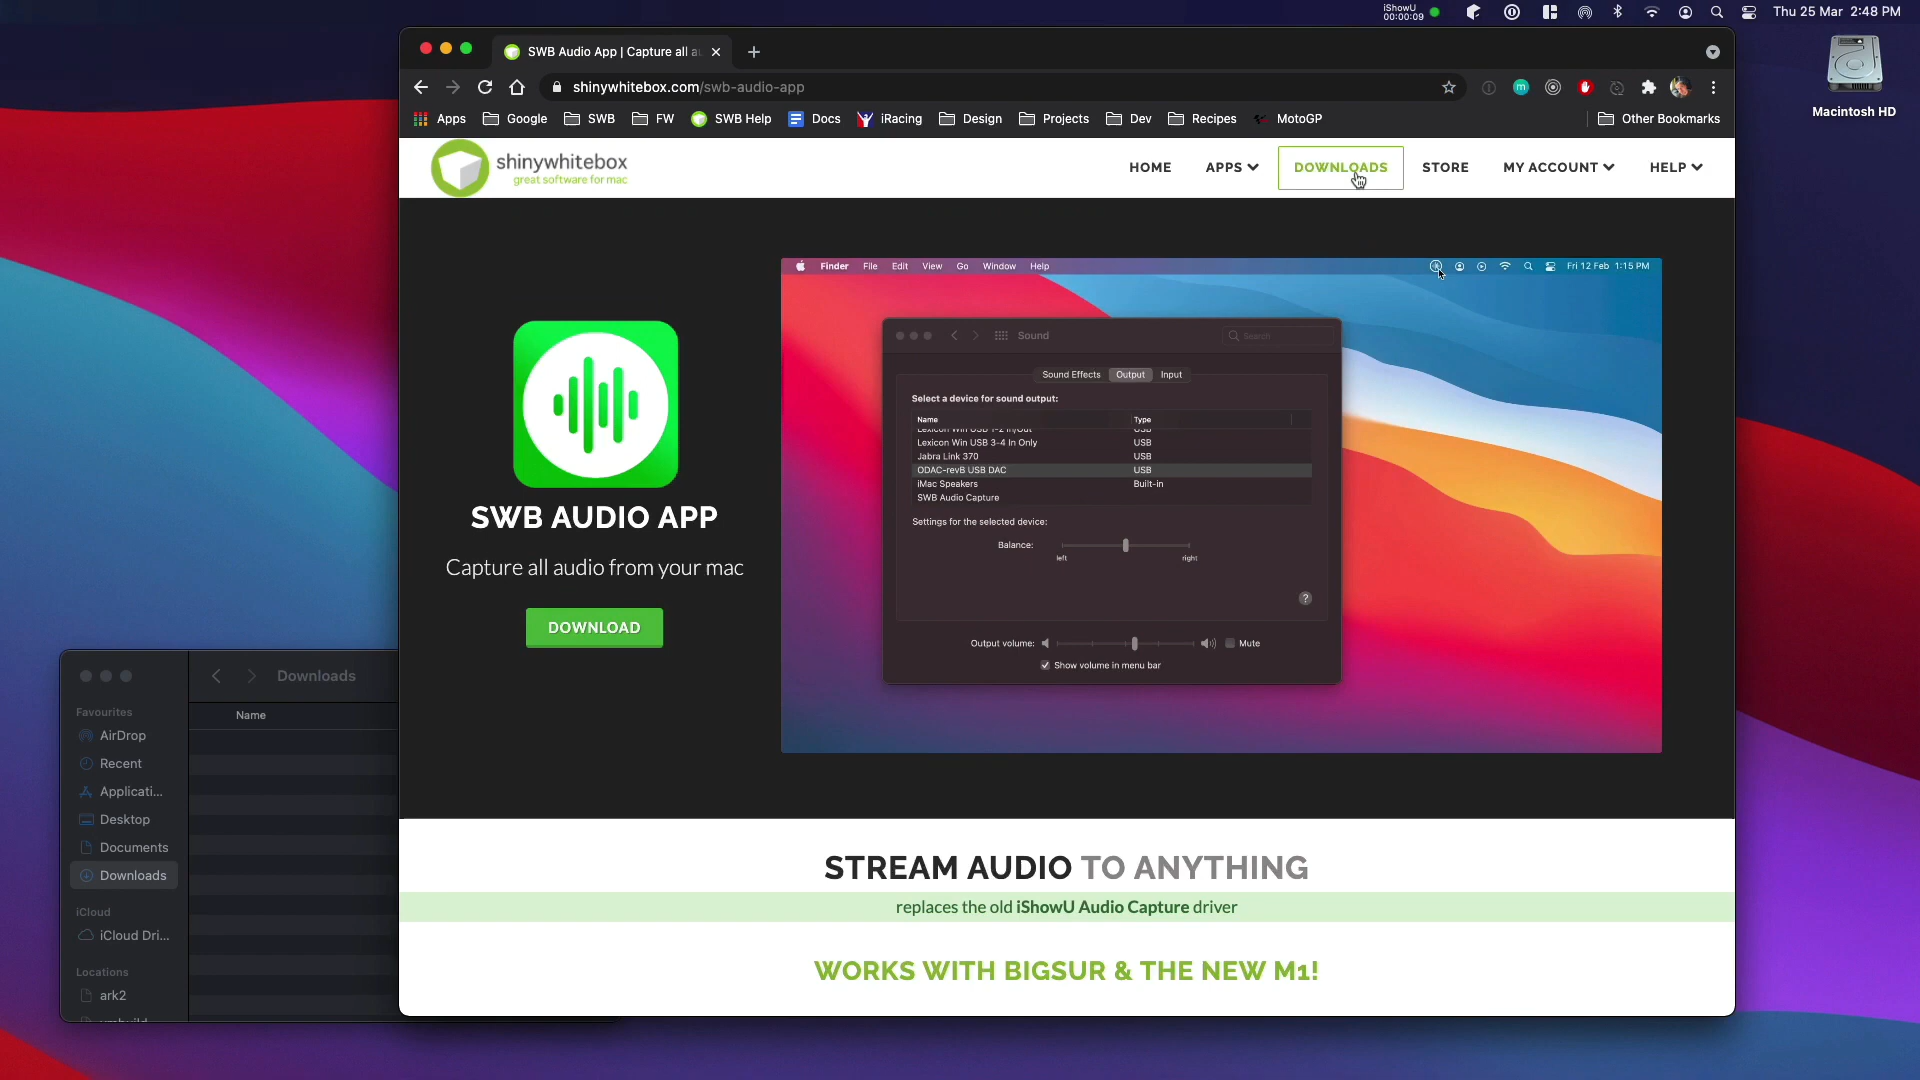 iShowU
00:00:09
Thu 25 Mar 2:48 PM
Macintosh HD
SWB Audio App | Capture all a
shinywhitebox.com/swb-audio-app
Apps Google SWB FW SWB Help Docs iRacing Design Projects Dev Recipes MotoGP Other Bookmarks
shinywhitebox
great software for mac
HOME APPS DOWNLOADS STORE MY ACCOUNT HELP
Finder File Edit View Go Window Help Fri 12 Feb 1:15 PM
Sound Search
Sound Effects Output Input
Select a device for sound output:
Name Type
Lexicon Win USB 1-2 In/Out USB
Lexicon Win USB 3-4 In Only USB
Jabra Link 370 USB
ODAC-revB USB DAC USB
iMac Speakers Built-in
SWB Audio Capture
Settings for the selected device:
Balance:
left right
?
Output volume: Mute
Show volume in menu bar
SWB AUDIO APP
Capture all audio from your mac
DOWNLOAD
STREAM AUDIO TO ANYTHING
replaces the old iShowU Audio Capture driver
WORKS WITH BIGSUR & THE NEW M1!
Downloads
Name
Favourites
AirDrop
Recent
Applicati...
Desktop
Documents
Downloads
iCloud
iCloud Dri...
Locations
ark2